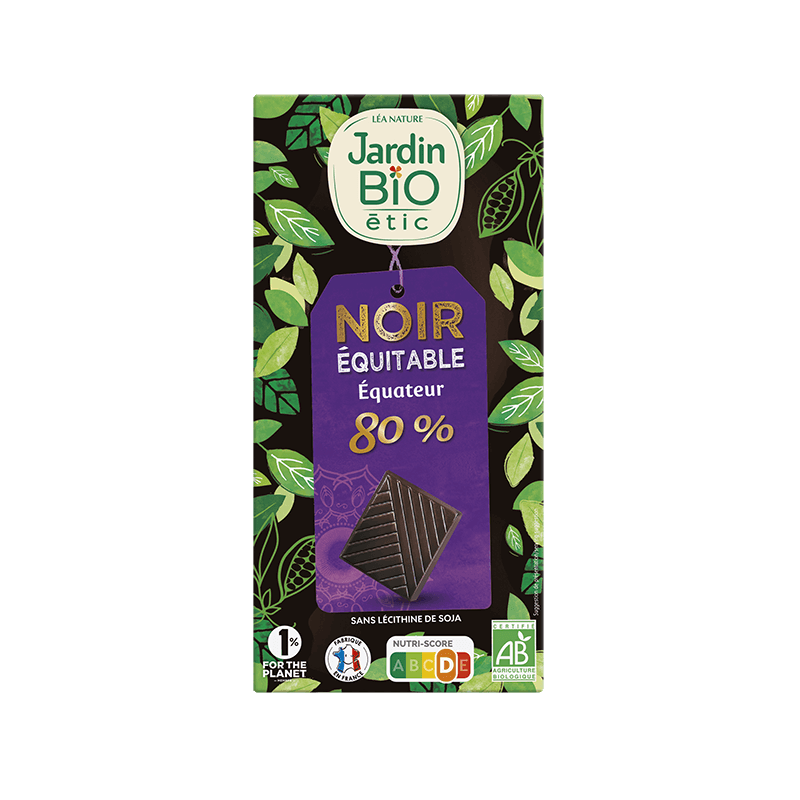 LÉA NATURE
Jardin
BiO
ētic
NOIR
ÉQUITABLE
Équateur
80 %
SANS LÉCITHINE DE SOJA
1%
FOR THE
PLANET
FABRIQUÉ
EN FRANCE
NUTRI-SCORE
A B C D E
CERTIFIÉ
AB
AGRICULTURE
BIOLOGIQUE